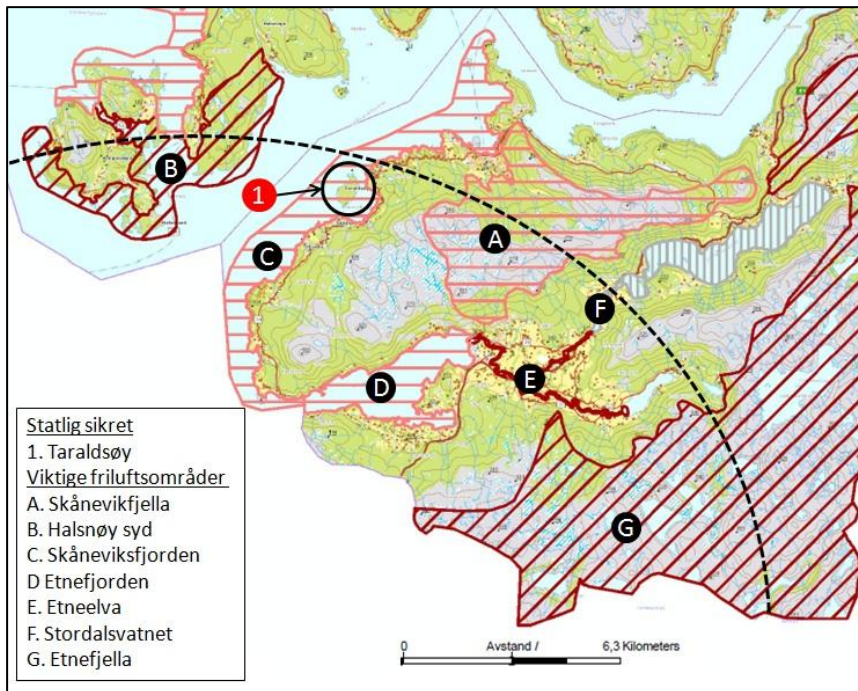 B
1
A
C
F
D
E
G
Statlig sikret
1. Taraldsøy
Viktige friluftsområder
A. Skånevikfjella
B. Halsnøy syd
C. Skåneviksfjorden
D Etnefjorden
E. Etneelva
F. Stordalsvatnet
G. Etnefjella
0 Avstand / 6,3 Kilometers